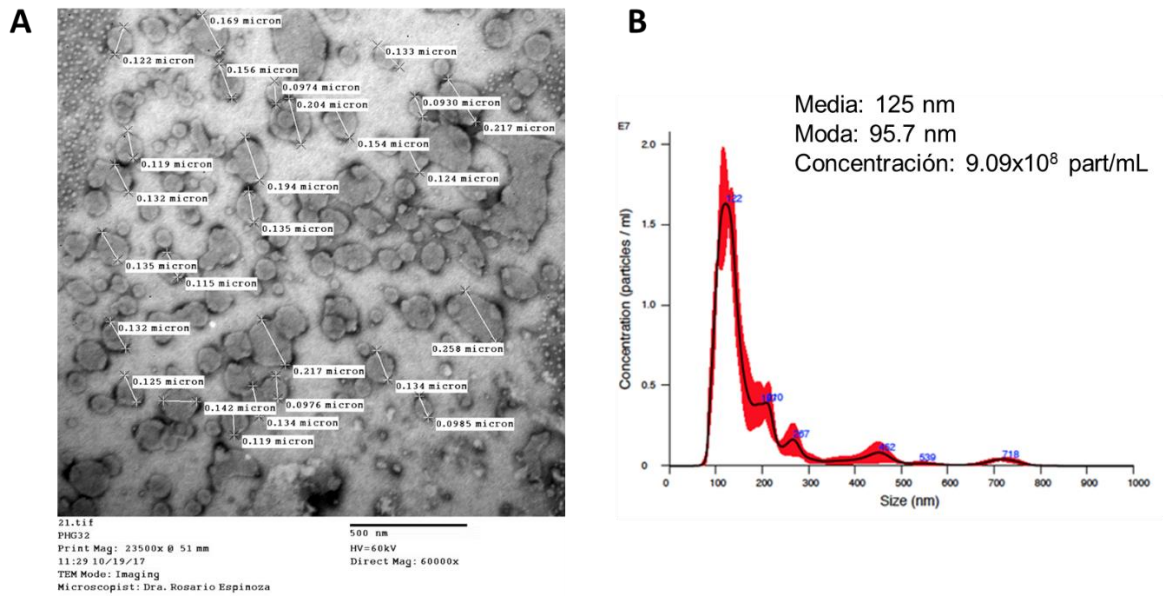 A
0.169 micron
0.122 micron
0.133 micron
0.156 micron
0.0974 micron
0.204 micron
0.0930 micron
0.217 micron
0.154 micron
0.119 micron
0.124 micron
0.132 micron
0.194 micron
0.135 micron
0.135 micron
0.115 micron
0.132 micron
0.258 micron
0.217 micron
0.125 micron
0.134 micron
0.142 micron
0.0976 micron
0.134 micron
0.0985 micron
0.119 micron
21.tif
PHG32
Print Mag: 23500x @ 51 mm
11:29 10/19/17
TEM Mode: Imaging
Microscopist: Dra. Rosario Espinoza
500 nm
HV=60kV
Direct Mag: 60000x
B
Media: 125 nm
Moda: 95.7 nm
Concentración: 9.09x10⁸ part/mL
E7
2.0
1.5
1.0
0.5
0
Concentration (particles / ml)
122
267
452
539
718
0 100 200 300 400 500 600 700 800 900 1000
Size (nm)